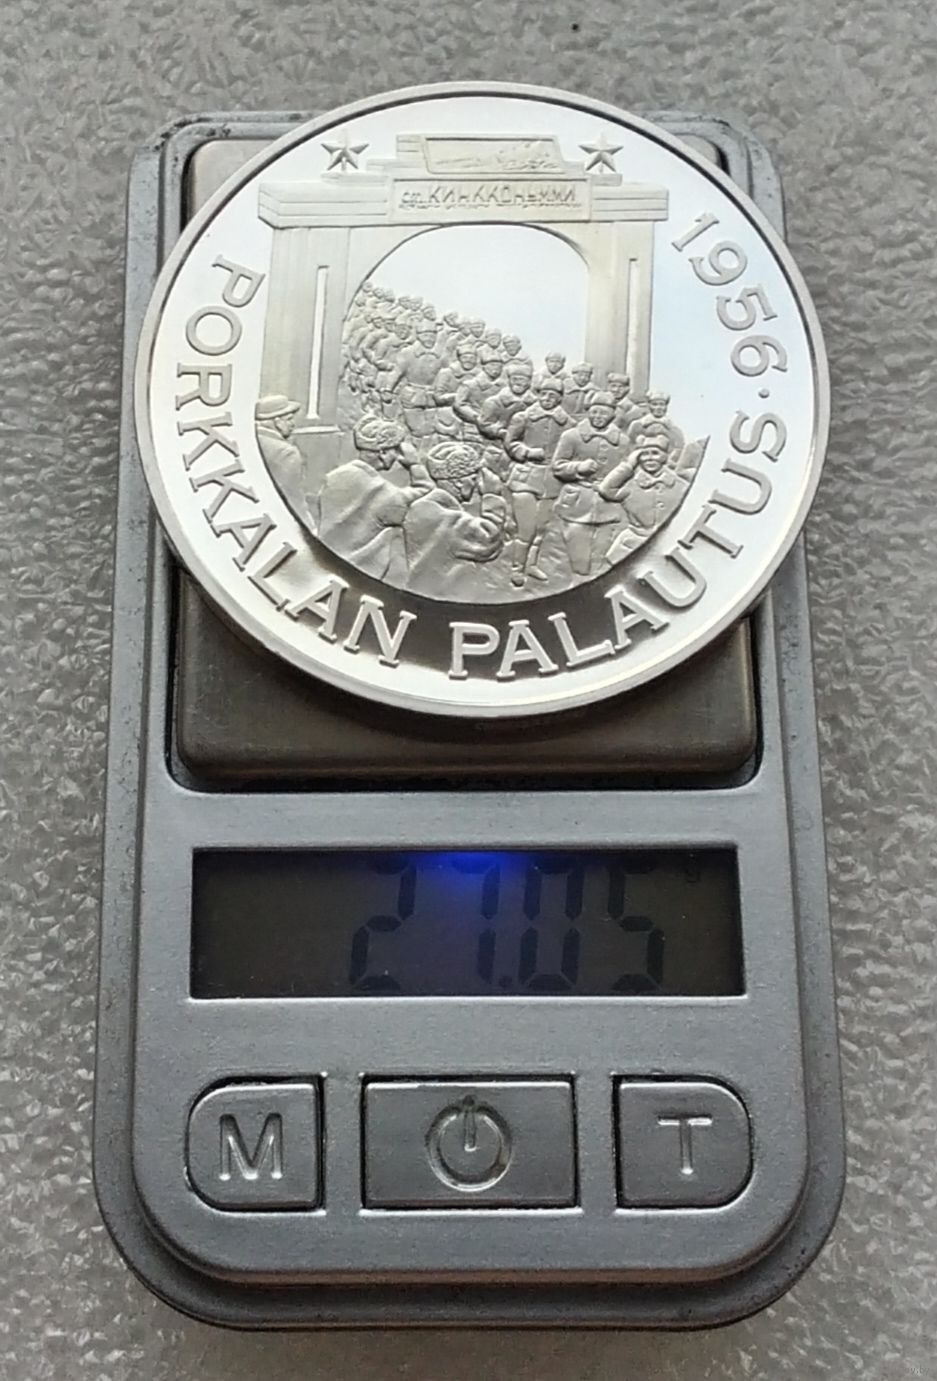 ст. КИРККОНУММИ
PORKKALAN PALAUTUS · 1956
27.05 g
M T